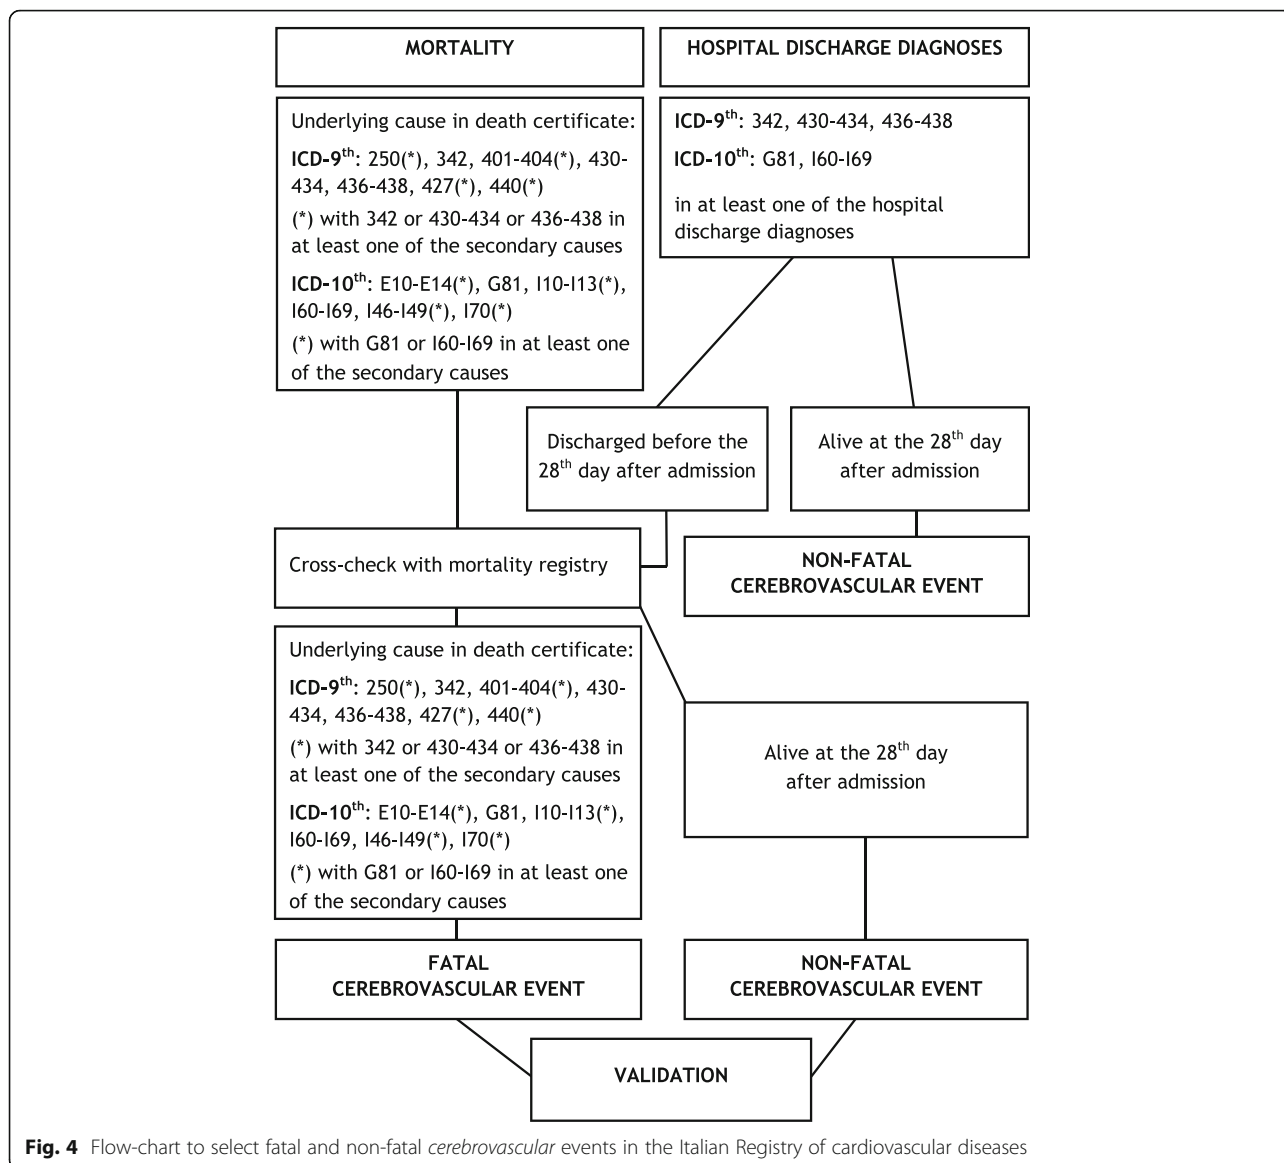 MORTALITY
HOSPITAL DISCHARGE DIAGNOSES
Underlying cause in death certificate:
ICD-9th: 250(*), 342, 401-404(*), 430-
434, 436-438, 427(*), 440(*)
(*) with 342 or 430-434 or 436-438 in
at least one of the secondary causes
ICD-10th: E10-E14(*), G81, I10-I13(*),
I60-I69, I46-I49(*), I70(*)
(*) with G81 or I60-I69 in at least one
of the secondary causes
ICD-9th: 342, 430-434, 436-438
ICD-10th: G81, I60-I69
in at least one of the hospital
discharge diagnoses
Discharged before the
28th day after admission
Alive at the 28th day
after admission
Cross-check with mortality registry
NON-FATAL
CEREBROVASCULAR EVENT
Underlying cause in death certificate:
ICD-9th: 250(*), 342, 401-404(*), 430-
434, 436-438, 427(*), 440(*)
(*) with 342 or 430-434 or 436-438 in
at least one of the secondary causes
ICD-10th: E10-E14(*), G81, I10-I13(*),
I60-I69, I46-I49(*), I70(*)
(*) with G81 or I60-I69 in at least one
of the secondary causes
Alive at the 28th day
after admission
FATAL
CEREBROVASCULAR EVENT
NON-FATAL
CEREBROVASCULAR EVENT
VALIDATION
Fig. 4 Flow-chart to select fatal and non-fatal cerebrovascular events in the Italian Registry of cardiovascular diseases